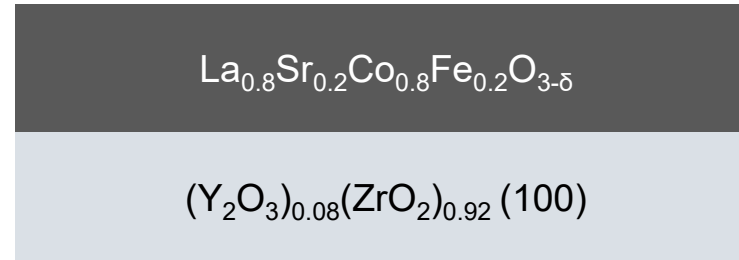 La₀.₈Sr₀.₂Co₀.₈Fe₀.₂O₃₋δ
(Y₂O₃)₀.₀₈(ZrO₂)₀.₉₂ (100)